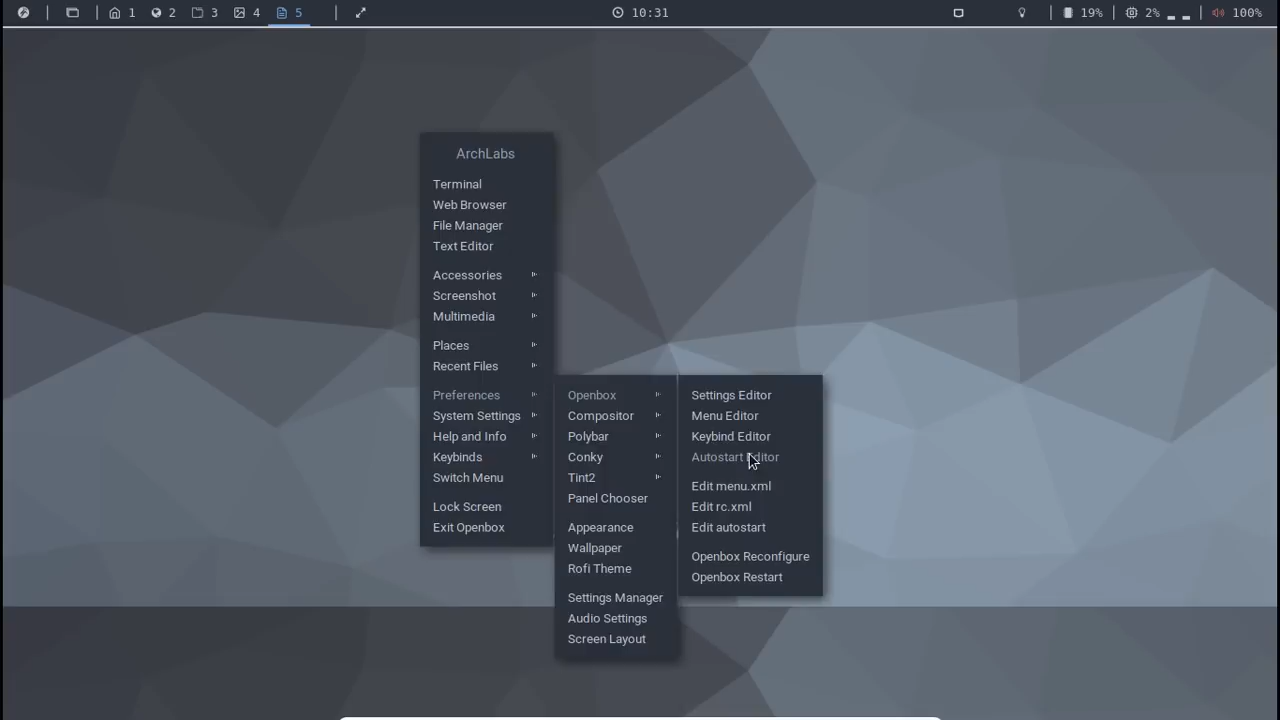 1 2 3 4 5 10:31 19% 2% 100%
ArchLabs
Terminal
Web Browser
File Manager
Text Editor
Accessories
Screenshot
Multimedia
Places
Recent Files
Preferences
System Settings
Help and Info
Keybinds
Switch Menu
Lock Screen
Exit Openbox
Openbox
Compositor
Polybar
Conky
Tint2
Panel Chooser
Appearance
Wallpaper
Rofi Theme
Settings Manager
Audio Settings
Screen Layout
Settings Editor
Menu Editor
Keybind Editor
Autostart Editor
Edit menu.xml
Edit rc.xml
Edit autostart
Openbox Reconfigure
Openbox Restart